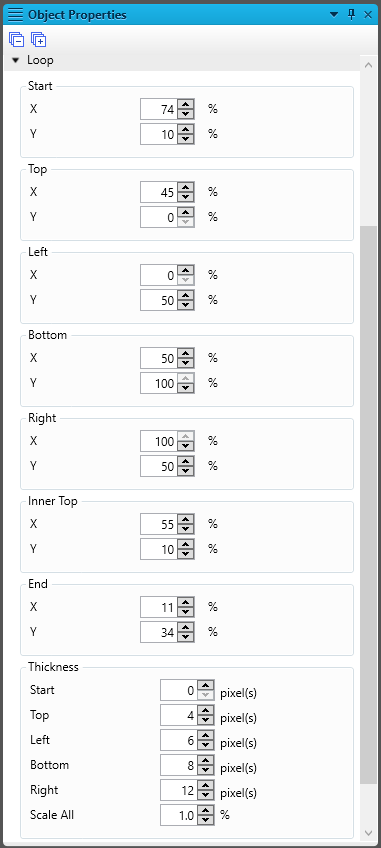 Object Properties
Loop
Start
X 74 %
Y 10 %
Top
X 45 %
Y 0 %
Left
X 0 %
Y 50 %
Bottom
X 50 %
Y 100 %
Right
X 100 %
Y 50 %
Inner Top
X 55 %
Y 10 %
End
X 11 %
Y 34 %
Thickness
Start 0 pixel(s)
Top 4 pixel(s)
Left 6 pixel(s)
Bottom 8 pixel(s)
Right 12 pixel(s)
Scale All 1.0 %